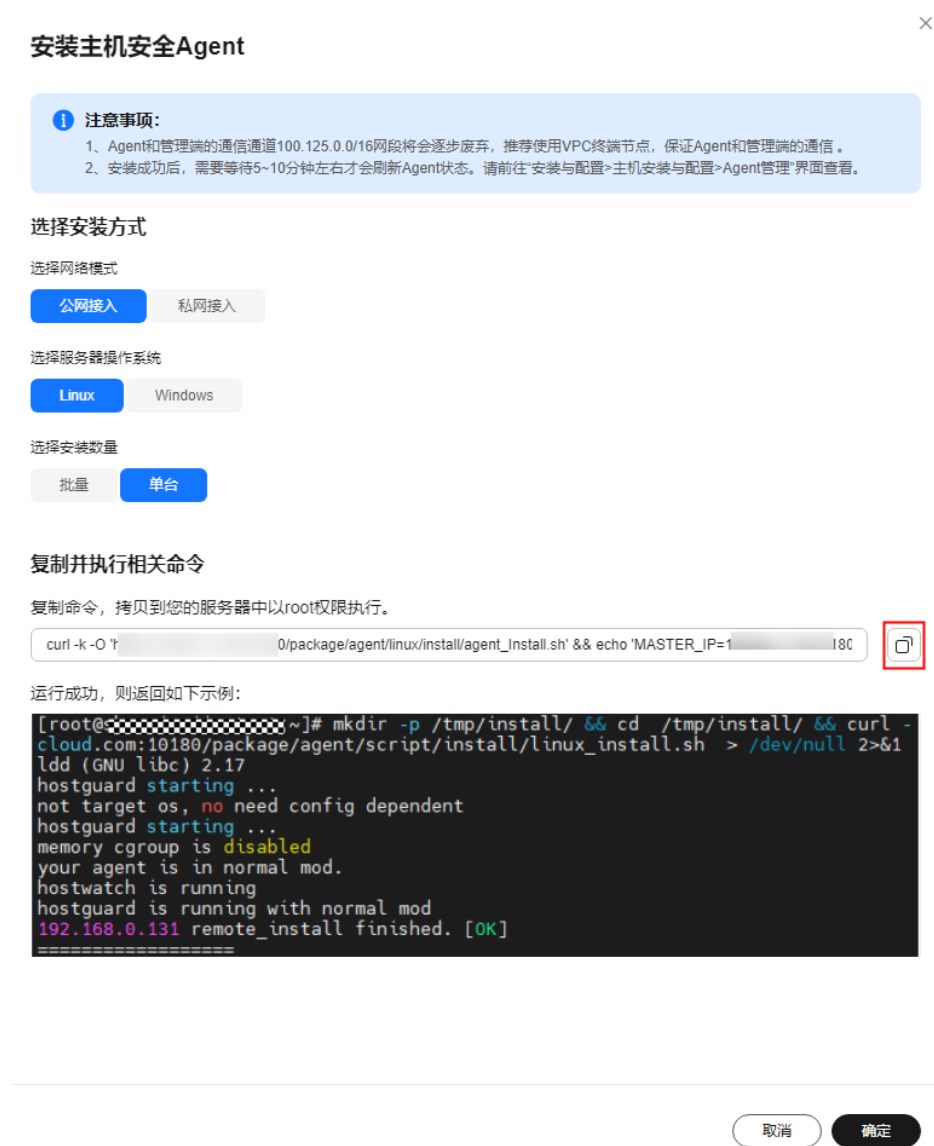 安装主机安全Agent
注意事项：
1、Agent和管理端的通信通道100.125.0.0/16网段将会逐步废弃，推荐使用VPC终端节点，保证Agent和管理端的通信 。
2、安装成功后，需要等待5~10分钟左右才会刷新Agent状态。请前往“安装与配置>主机安装与配置>Agent管理”界面查看。
选择安装方式
选择网络模式
公网接入 私网接入
选择服务器操作系统
Linux Windows
选择安装数量
批量 单台
复制并执行相关命令
复制命令，拷贝到您的服务器中以root权限执行。
curl -k -O 'h 0/package/agent/linux/install/agent_Install.sh' && echo 'MASTER_IP=1 180
运行成功，则返回如下示例：
[root@s ~]# mkdir -p /tmp/install/ && cd  /tmp/install/ && curl -
cloud.com:10180/package/agent/script/install/linux_install.sh  > /dev/null 2>&1
ldd (GNU libc) 2.17
hostguard starting ...
not target os, no need config dependent
hostguard starting ...
memory cgroup is disabled
your agent is in normal mod.
hostwatch is running
hostguard is running with normal mod
192.168.0.131 remote_install finished. [OK]
==================
取消 确定